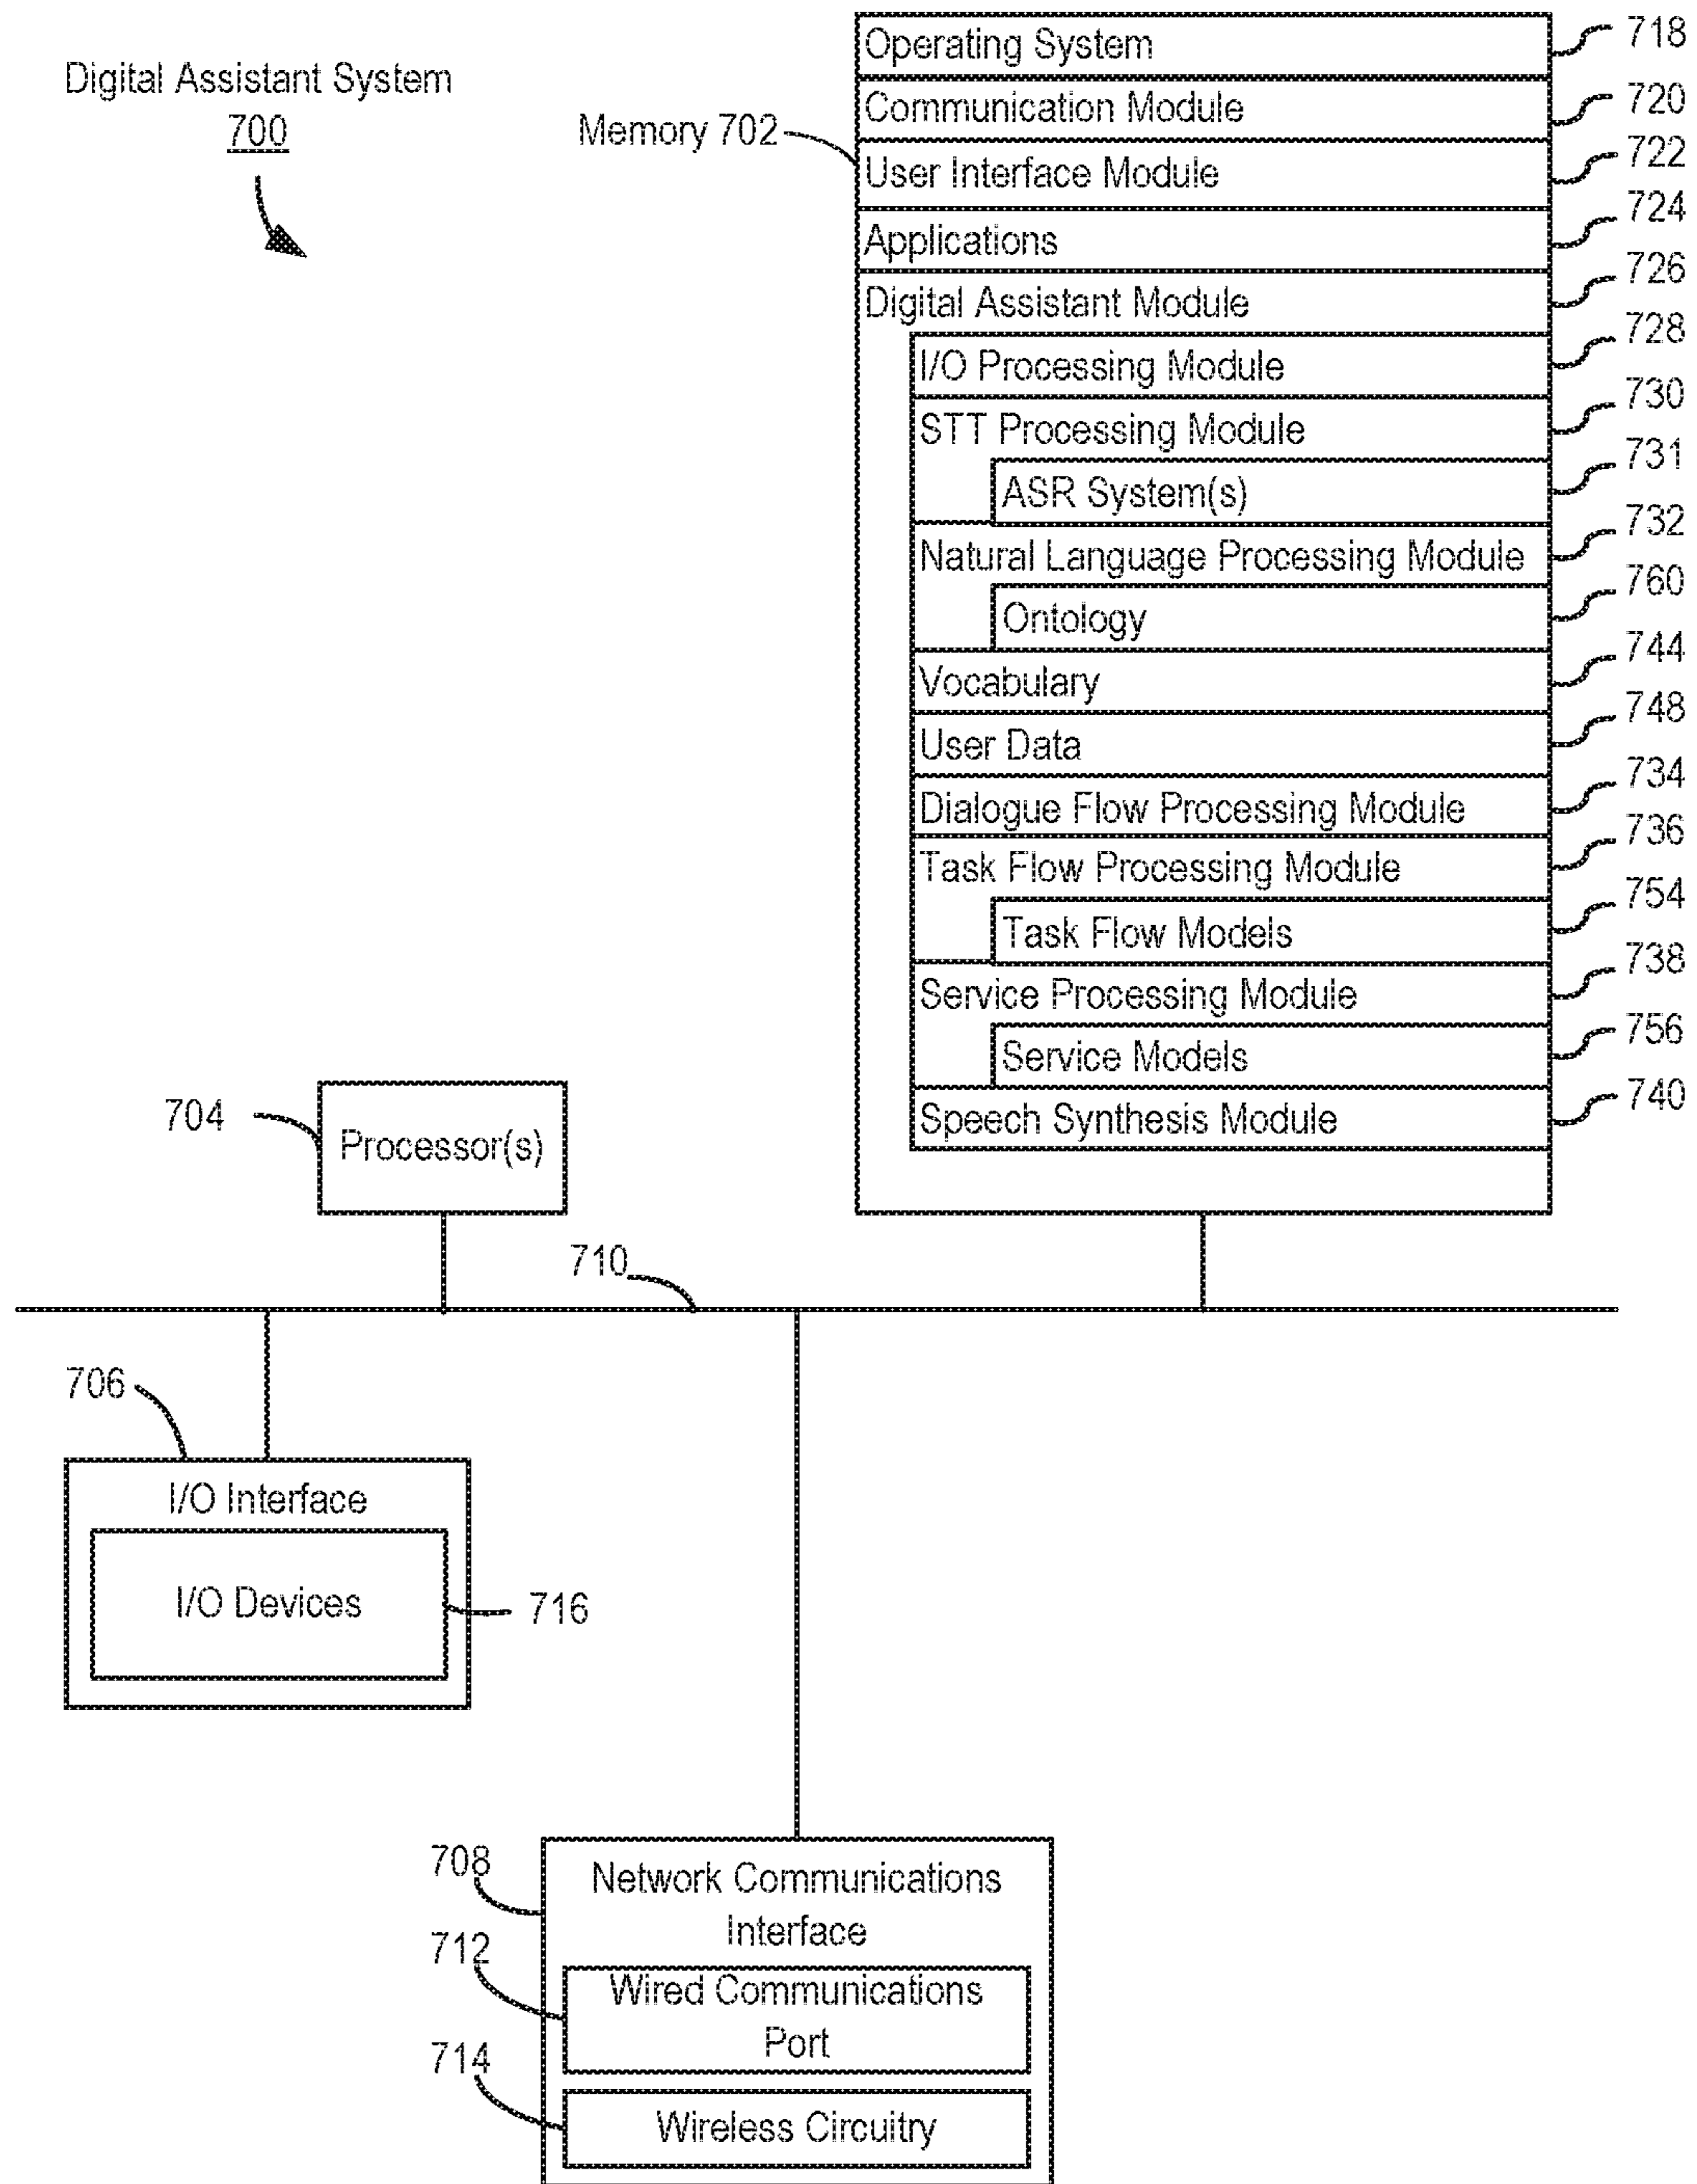 Digital Assistant System
700
Memory 702
Operating System
718
Communication Module
720
User Interface Module
722
Applications
724
Digital Assistant Module
726
I/O Processing Module
728
STT Processing Module
730
ASR System(s)
731
Natural Language Processing Module
732
Ontology
760
Vocabulary
744
User Data
748
Dialogue Flow Processing Module
734
Task Flow Processing Module
736
Task Flow Models
754
Service Processing Module
738
Service Models
756
Speech Synthesis Module
740
704
Processor(s)
710
706
I/O Interface
I/O Devices
716
708
Network Communications
Interface
712
Wired Communications
Port
714
Wireless Circuitry